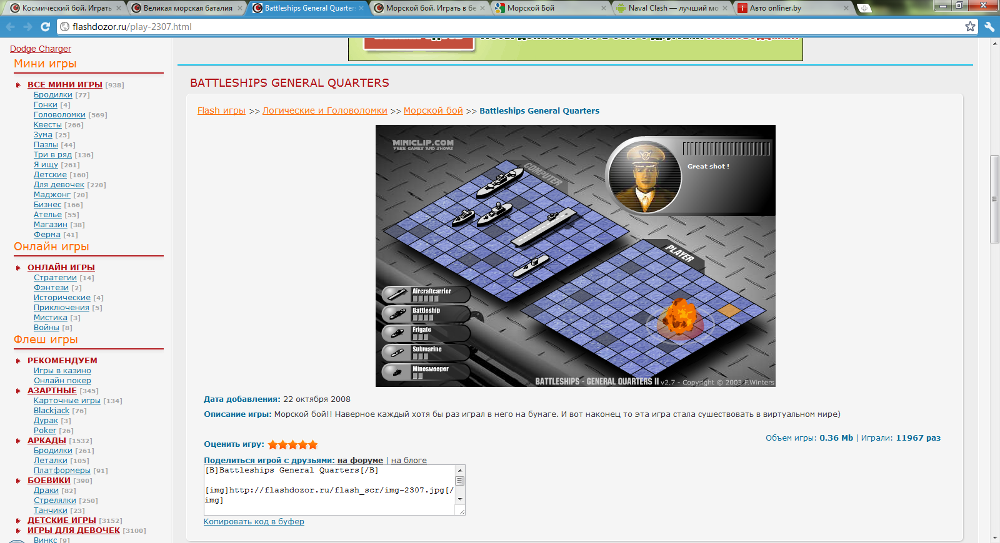 Космический бой. Играть
Великая морская баталия
Battleships General Quarters
Морской бой. Играть в бе
Морской Бой
Naval Clash — лучший мо
Авто onliner.by
flashdozor.ru/play-2307.html
Dodge Charger
Мини игры
ВСЕ МИНИ ИГРЫ [938]
Бродилки [77]
Гонки [4]
Головоломки [569]
Квесты [266]
Зума [25]
Пазлы [44]
Три в ряд [136]
Я ищу [261]
Детские [160]
Для девочек [220]
Маджонг [20]
Бизнес [166]
Ателье [55]
Магазин [38]
Ферма [41]
Онлайн игры
ОНЛАЙН ИГРЫ
Стратегии [14]
Фэнтези [2]
Исторические [4]
Приключения [5]
Мистика [3]
Войны [8]
Флеш игры
РЕКОМЕНДУЕМ
Игры в казино
Онлайн покер
АЗАРТНЫЕ [345]
Карточные игры [134]
Blackjack [76]
Дурак [3]
Poker [26]
АРКАДЫ [1532]
Бродилки [261]
Леталки [105]
Платформеры [91]
БОЕВИКИ [390]
Драки [82]
Стрелялки [250]
Танчики [23]
ДЕТСКИЕ ИГРЫ [3152]
ИГРЫ ДЛЯ ДЕВОЧЕК [3100]
Винкс [9]
BATTLESHIPS GENERAL QUARTERS
Flash игры >> Логические и Головоломки >> Морской бой >> Battleships General Quarters
MINICLIP.COM
FREE GAMES AND SHOWS
COMPUTER
Great shot !
PLAYER
Aircraftcarrier
Battleship
Frigate
Submarine
Minesweeper
BATTLESHIPS - GENERAL QUARTERS II v2.7 - Copyright © 2003 F.Winters
Дата добавления: 22 октября 2008
Описание игры: Морской бой!! Наверное каждый хотя бы раз играл в него на бумаге. И вот наконец то эта игра стала сушествовать в виртуальном мире)
Объем игры: 0.36 Mb | Играли: 11967 раз
Оценить игру:
Поделиться игрой с друзьями: на форуме | на блоге
[B]Battleships General Quarters[/B]
[img]http://flashdozor.ru/flash_scr/img-2307.jpg[/
img]
Копировать код в буфер